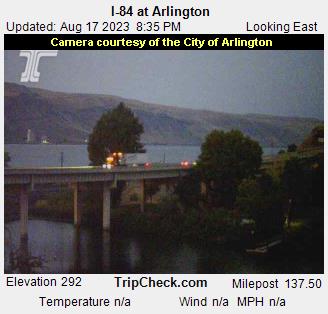 I-84 at Arlington
Updated: Aug 17 2023 8:35 PM Looking East
Camera courtesy of the City of Arlington
Elevation 292 TripCheck.com Milepost 137.50
Temperature n/a Wind n/a MPH n/a